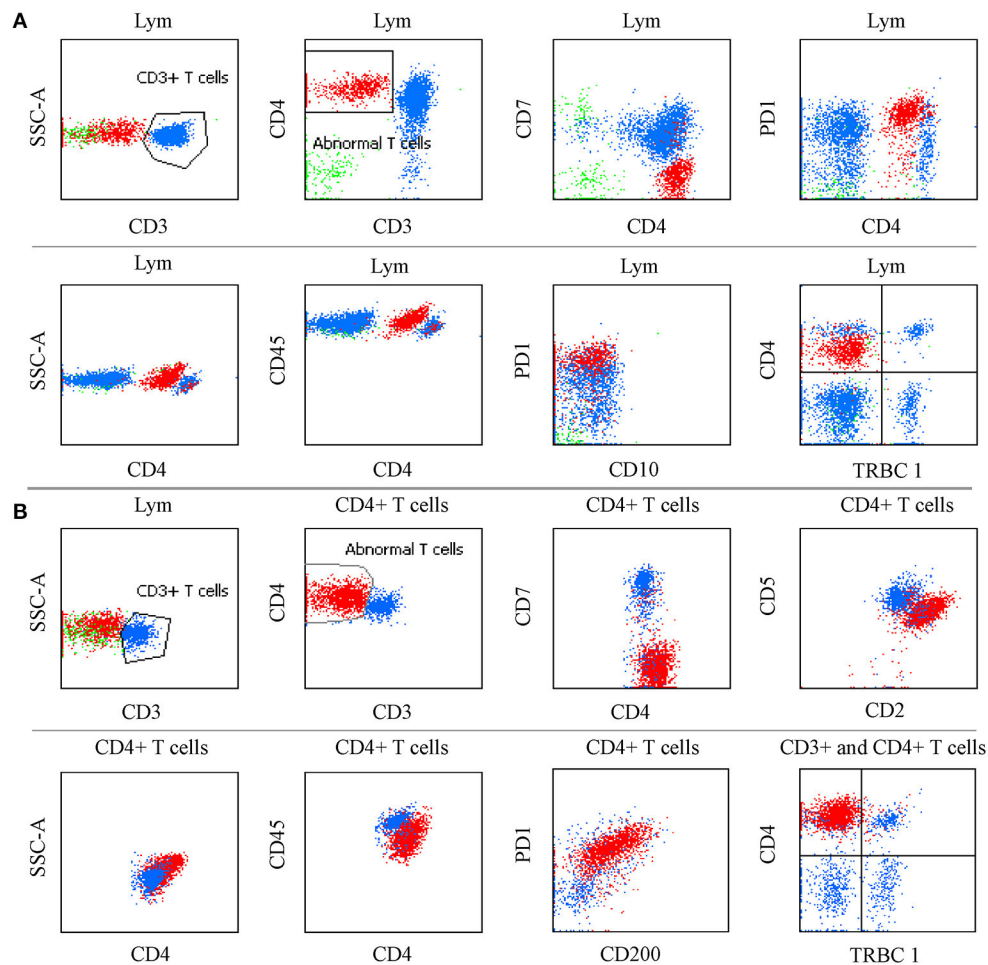 A
Lym Lym Lym Lym
SSC-A CD3+ T cells CD4 Abnormal T cells CD7 PD1
CD3 CD3 CD4 CD4
Lym Lym Lym Lym
SSC-A CD45 PD1 CD4
CD4 CD4 CD10 TRBC 1
B
Lym CD4+ T cells CD4+ T cells CD4+ T cells
SSC-A CD3+ T cells CD4 Abnormal T cells CD7 CD5
CD3 CD3 CD4 CD2
CD4+ T cells CD4+ T cells CD4+ T cells CD3+ and CD4+ T cells
SSC-A CD45 PD1 CD4
CD4 CD4 CD200 TRBC 1